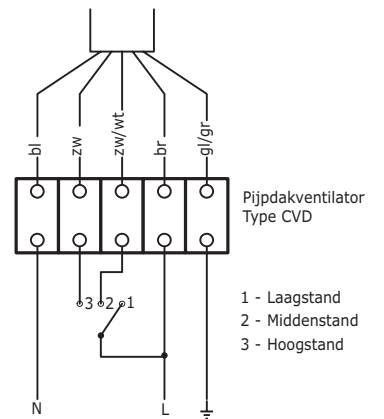 bl
zw
zw/wt
br
gl/gr
Pijpdakventilator
Type CVD
3 2 1
1 - Laagstand
2 - Middenstand
3 - Hoogstand
N
L